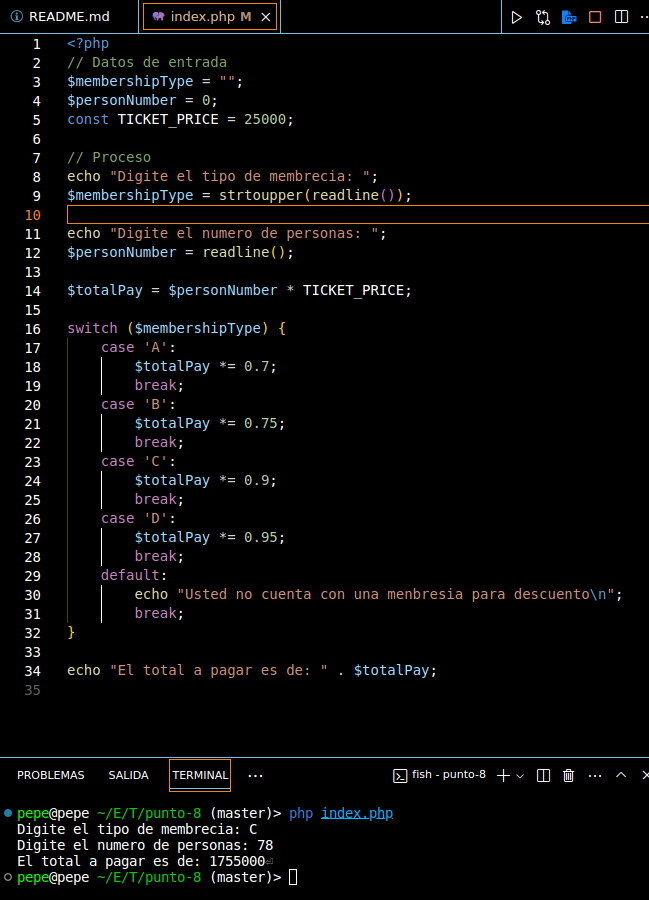 README.md index.php M
1 <?php
2 // Datos de entrada
3 $membershipType = "";
4 $personNumber = 0;
5 const TICKET_PRICE = 25000;
6
7 // Proceso
8 echo "Digite el tipo de membrecia: ";
9 $membershipType = strtoupper(readline());
10
11 echo "Digite el numero de personas: ";
12 $personNumber = readline();
13
14 $totalPay = $personNumber * TICKET_PRICE;
15
16 switch ($membershipType) {
17 case 'A':
18 $totalPay *= 0.7;
19 break;
20 case 'B':
21 $totalPay *= 0.75;
22 break;
23 case 'C':
24 $totalPay *= 0.9;
25 break;
26 case 'D':
27 $totalPay *= 0.95;
28 break;
29 default:
30 echo "Usted no cuenta con una menbresia para descuento\n";
31 break;
32 }
33
34 echo "El total a pagar es de: " . $totalPay;
35
PROBLEMAS SALIDA TERMINAL ··· fish - punto-8
pepe@pepe ~/E/T/punto-8 (master)> php index.php
Digite el tipo de membrecia: C
Digite el numero de personas: 78
El total a pagar es de: 1755000⏎
pepe@pepe ~/E/T/punto-8 (master)>